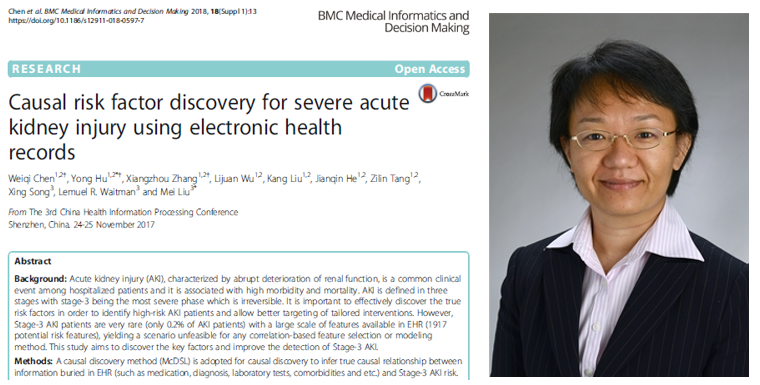 Chen et al. BMC Medical Informatics and Decision Making 2018, 18(Suppl 1):13
https://doi.org/10.1186/s12911-018-0597-7
BMC Medical Informatics and
Decision Making
RESEARCH
Open Access
Causal risk factor discovery for severe acute
kidney injury using electronic health
records
CrossMark
Weiqi Chen1,2†, Yong Hu1,2*†, Xiangzhou Zhang1,2†, Lijuan Wu1,2, Kang Liu1,2, Jianqin He1,2, Zilin Tang1,2,
Xing Song3, Lemuel R. Waitman3 and Mei Liu3*
From The 3rd China Health Information Processing Conference
Shenzhen, China. 24-25 November 2017
Abstract
Background: Acute kidney injury (AKI), characterized by abrupt deterioration of renal function, is a common clinical
event among hospitalized patients and it is associated with high morbidity and mortality. AKI is defined in three
stages with stage-3 being the most severe phase which is irreversible. It is important to effectively discover the true
risk factors in order to identify high-risk AKI patients and allow better targeting of tailored interventions. However,
Stage-3 AKI patients are very rare (only 0.2% of AKI patients) with a large scale of features available in EHR (1917
potential risk features), yielding a scenario unfeasible for any correlation-based feature selection or modeling
method. This study aims to discover the key factors and improve the detection of Stage-3 AKI.
Methods: A causal discovery method (McDSL) is adopted for causal discovery to infer true causal relationship between
information buried in EHR (such as medication, diagnosis, laboratory tests, comorbidities and etc.) and Stage-3 AKI risk.